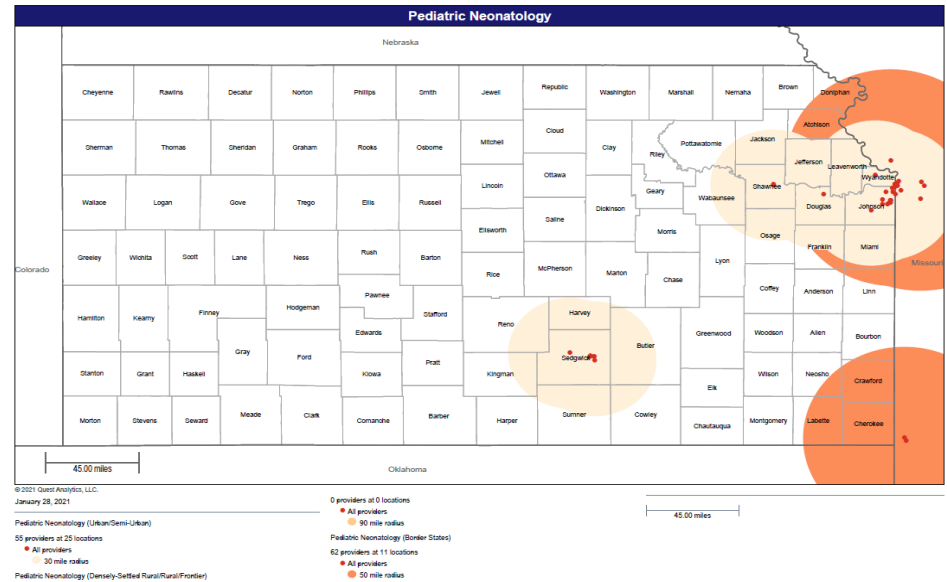 Pediatric Neonatology
Nebraska
Cheyenne Rawlins Decatur Norton Phillips Smith Jewell Republic Washington Marshall Nemaha Brown Doniphan
Atchison
Cloud
Sherman Thomas Sheridan Graham Rooks Osborne Mitchell Clay Riley Pottawatomie Jackson
Jefferson Leavenworth
Ottawa
Wyandotte
Lincoln Geary Shawnee
Wallace Logan Gove Trego Ellis Russell Dickinson Wabaunsee Douglas Johnson
Saline
Ellsworth Morris Osage
Greeley Wichita Scott Lane Ness Rush Barton Lyon Franklin Miami
Colorado Missouri
Rice McPherson Marion Chase
Pawnee Coffey Anderson Linn
Hamilton Kearny Finney Hodgeman Stafford Reno Harvey
Edwards Greenwood Woodson Allen Bourbon
Gray Ford Butler
Sedgwick
Stanton Grant Haskell Kiowa Pratt Kingman Wilson Neosho Crawford
Elk
Morton Stevens Seward Meade Clark Comanche Barber Harper Sumner Cowley Chautauqua Montgomery Labette Cherokee
45.00 miles
Oklahoma
© 2021 Quest Analytics, LLC.
January 28, 2021
Pediatric Neonatology (Urban/Semi-Urban)
55 providers at 25 locations
All providers
30 mile radius
Pediatric Neonatology (Densely-Settled Rural/Rural/Frontier)
0 providers at 0 locations
All providers
90 mile radius
Pediatric Neonatology (Border States)
62 providers at 11 locations
All providers
50 mile radius
45.00 miles